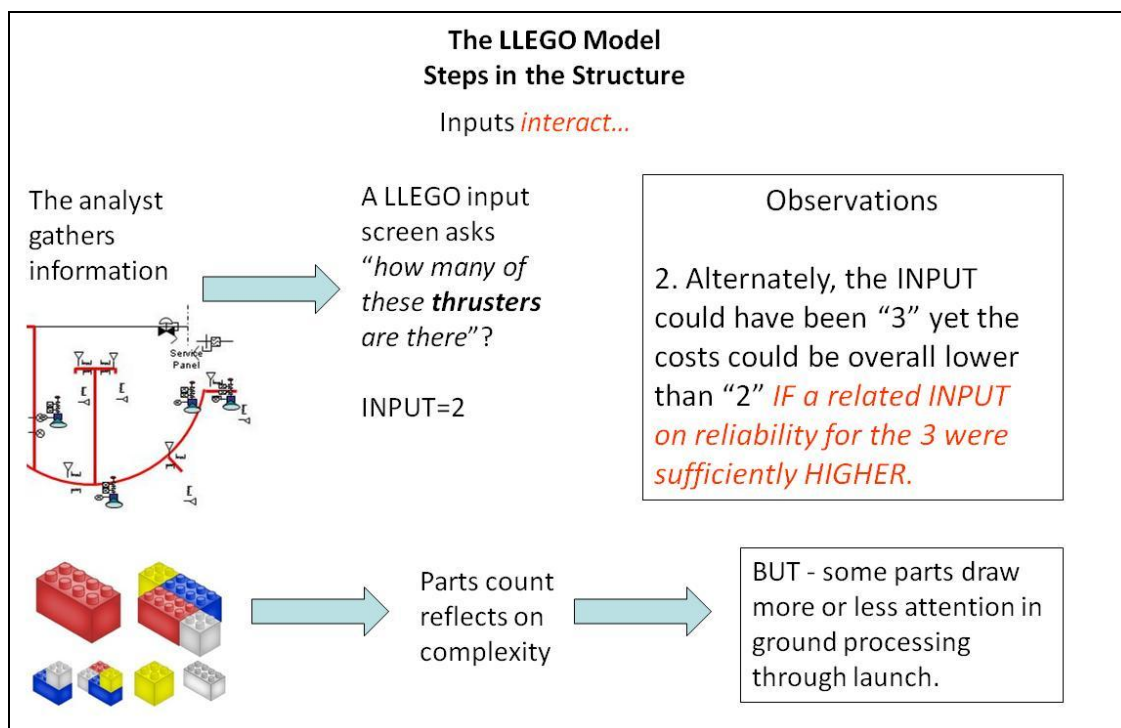 The LLEGO Model
Steps in the Structure
Inputs interact...
The analyst
gathers
information
A LLEGO input
screen asks
“how many of
these thrusters
are there”?
INPUT=2
Service
Panel
Observations
2. Alternately, the INPUT
could have been “3” yet the
costs could be overall lower
than “2” IF a related INPUT
on reliability for the 3 were
sufficiently HIGHER.
Parts count
reflects on
complexity
BUT - some parts draw
more or less attention in
ground processing
through launch.